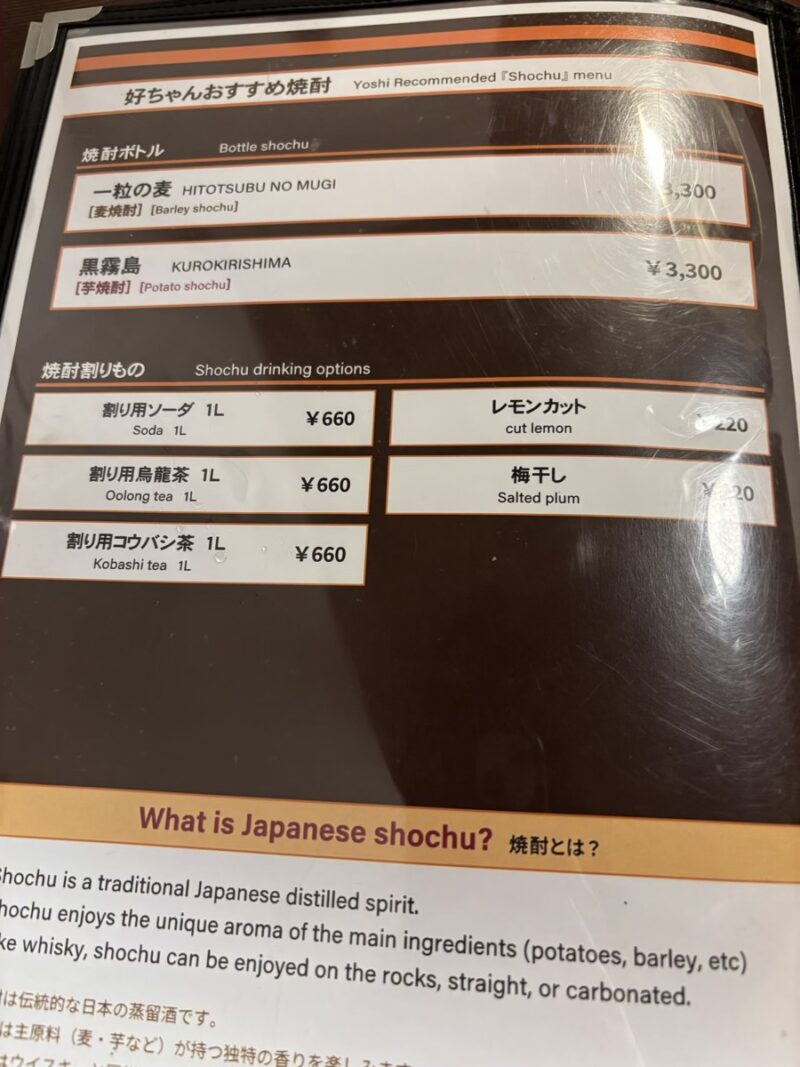 好ちゃんおすすめ焼酎 Yoshi Recommended『Shochu』menu
焼酎ボトル Bottle shochu
一粒の麦 HITOTSUBU NO MUGI 3,300
[麦焼酎] [Barley shochu]
黒霧島 KUROKIRISHIMA ¥3,300
[芋焼酎] [Potato shochu]
焼酎割りもの Shochu drinking options
割り用ソーダ 1L ¥660
Soda 1L
レモンカット ¥220
cut lemon
割り用烏龍茶 1L ¥660
Oolong tea 1L
梅干し
Salted plum
割り用コウバシ茶 1L ¥660
Kobashi tea 1L
What is Japanese shochu? 焼酎とは？
Shochu is a traditional Japanese distilled spirit.
hochu enjoys the unique aroma of the main ingredients (potatoes, barley, etc)
ke whisky, shochu can be enjoyed on the rocks, straight, or carbonated.
は伝統的な日本の蒸留酒です。
は主原料（麦・芋など）が持つ独特の香りを楽しみます